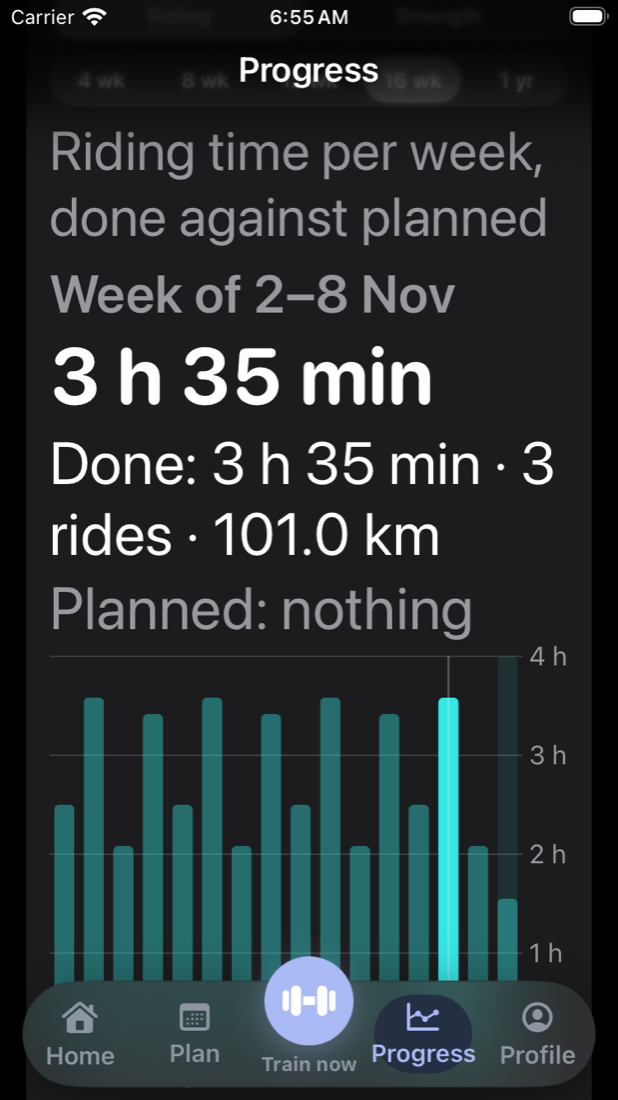 Carrier 6:55 AM
Riding Strength
Progress
4 wk 8 wk 16 wk 1 yr
Riding time per week,
done against planned
Week of 2–8 Nov
3 h 35 min
Done: 3 h 35 min · 3
rides · 101.0 km
Planned: nothing
4 h
3 h
2 h
1 h
Home Plan Train now Progress Profile